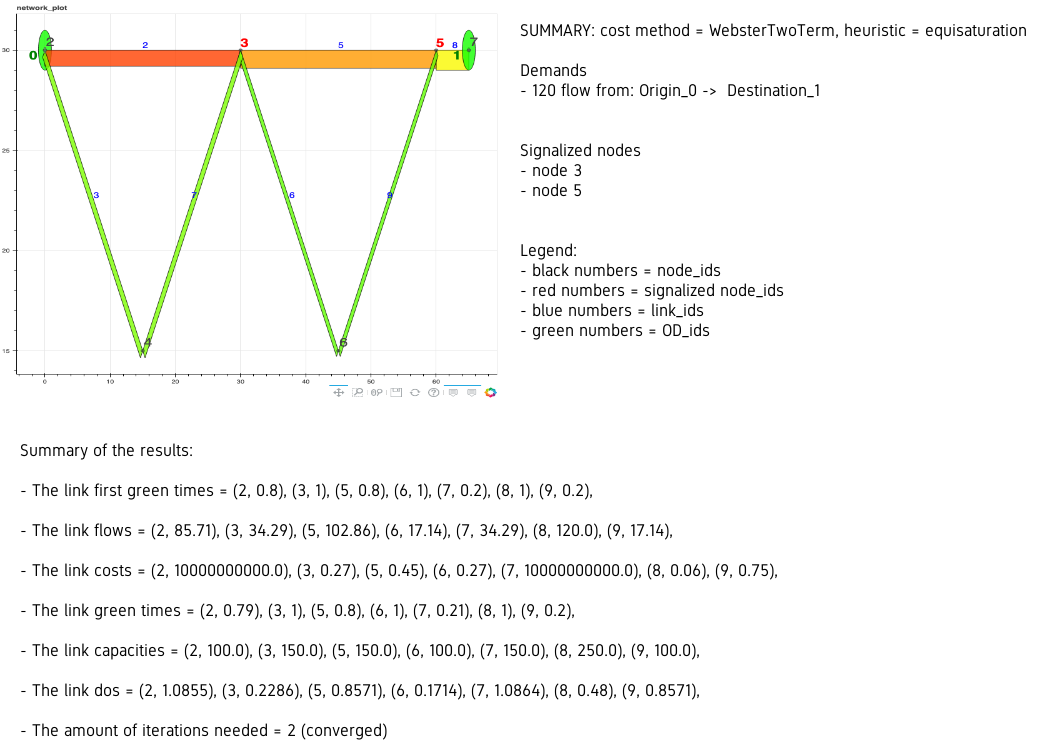 network_plot
SUMMARY: cost method = WebsterTwoTerm, heuristic = equisaturation
Demands
- 120 flow from: Origin_0 -> Destination_1
Signalized nodes
- node 3
- node 5
Legend:
- black numbers = node_ids
- red numbers = signalized node_ids
- blue numbers = link_ids
- green numbers = OD_ids
30
25
20
15
0 2 2 3 5 5 8 1 7
3 7 6 9
4 6
0 10 20 30 40 50 60
Summary of the results:
- The link first green times = (2, 0.8), (3, 1), (5, 0.8), (6, 1), (7, 0.2), (8, 1), (9, 0.2),
- The link flows = (2, 85.71), (3, 34.29), (5, 102.86), (6, 17.14), (7, 34.29), (8, 120.0), (9, 17.14),
- The link costs = (2, 10000000000.0), (3, 0.27), (5, 0.45), (6, 0.27), (7, 10000000000.0), (8, 0.06), (9, 0.75),
- The link green times = (2, 0.79), (3, 1), (5, 0.8), (6, 1), (7, 0.21), (8, 1), (9, 0.2),
- The link capacities = (2, 100.0), (3, 150.0), (5, 150.0), (6, 100.0), (7, 150.0), (8, 250.0), (9, 100.0),
- The link dos = (2, 1.0855), (3, 0.2286), (5, 0.8571), (6, 0.1714), (7, 1.0864), (8, 0.48), (9, 0.8571),
- The amount of iterations needed = 2 (converged)